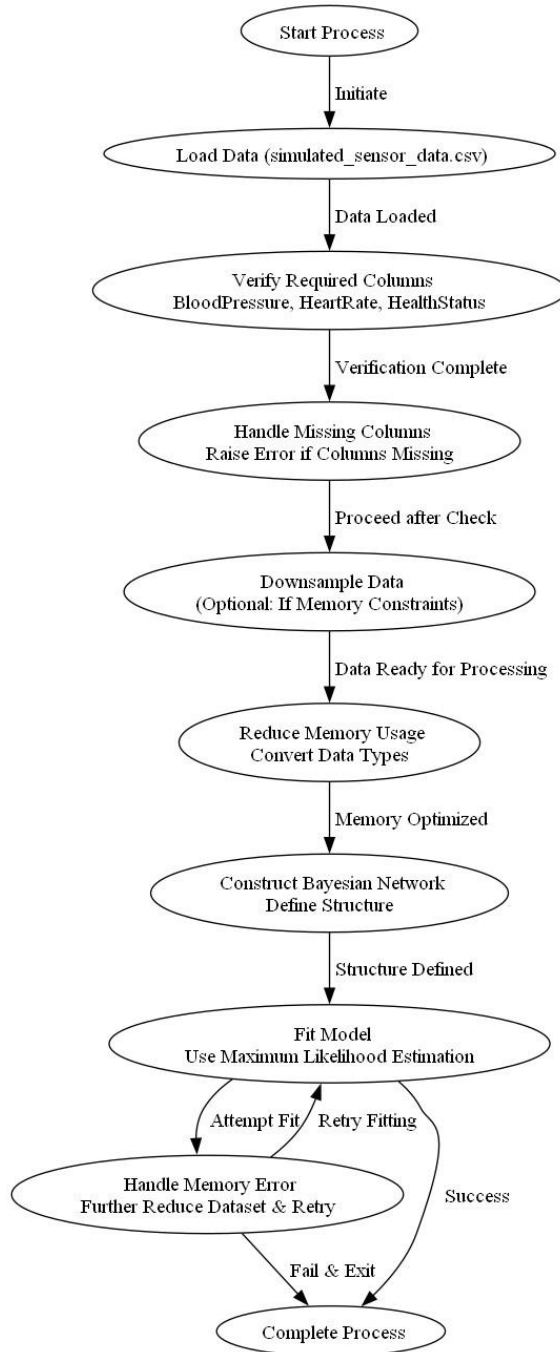 Start Process
Initiate
Load Data (simulated_sensor_data.csv)
Data Loaded
Verify Required Columns
BloodPressure, HeartRate, HealthStatus
Verification Complete
Handle Missing Columns
Raise Error if Columns Missing
Proceed after Check
Downsample Data
(Optional: If Memory Constraints)
Data Ready for Processing
Reduce Memory Usage
Convert Data Types
Memory Optimized
Construct Bayesian Network
Define Structure
Structure Defined
Fit Model
Use Maximum Likelihood Estimation
Attempt Fit
Retry Fitting
Handle Memory Error
Further Reduce Dataset & Retry
Success
Fail & Exit
Complete Process